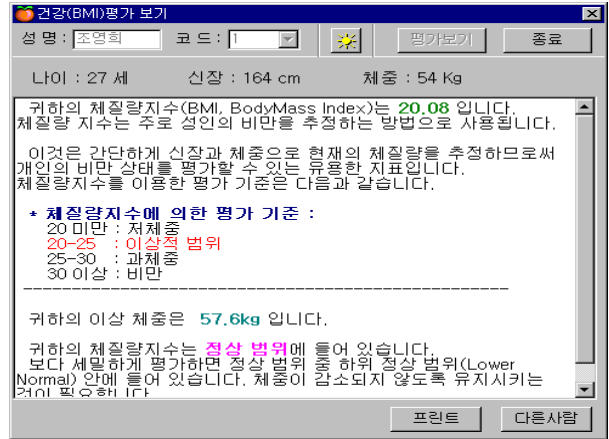 건강(BMI)평가 보기
성 명 : 조영희 코 드 : 1 평가보기 종료
나이 : 27 세 신장 : 164 cm 체중 : 54 Kg
귀하의 체질량지수(BMI, BodyMass Index)는 20.08 입니다.
체질량 지수는 주로 성인의 비만을 추정하는 방법으로 사용됩니다.
이것은 간단하게 신장과 체중으로 현재의 체질량을 추정하므로써
개인의 비만 상태를 평가할 수 있는 유용한 지표입니다.
체질량지수를 이용한 평가 기준은 다음과 같습니다.
* 체질량지수에 의한 평가 기준 :
20 미만 : 저체중
20-25 : 이상적 범위
25-30 : 과체중
30 이상 : 비만
--------------------------------------------------
귀하의 이상 체중은 57.6kg 입니다.
귀하의 체질량지수는 정상 범위에 들어 있습니다.
보다 세밀하게 평가하면 정상 범위 중 하위 정상 범위(Lower
Normal) 안에 들어 있습니다. 체중이 감소되지 않도록 유지시키는
것이 필요합니다
프린트 다른사람